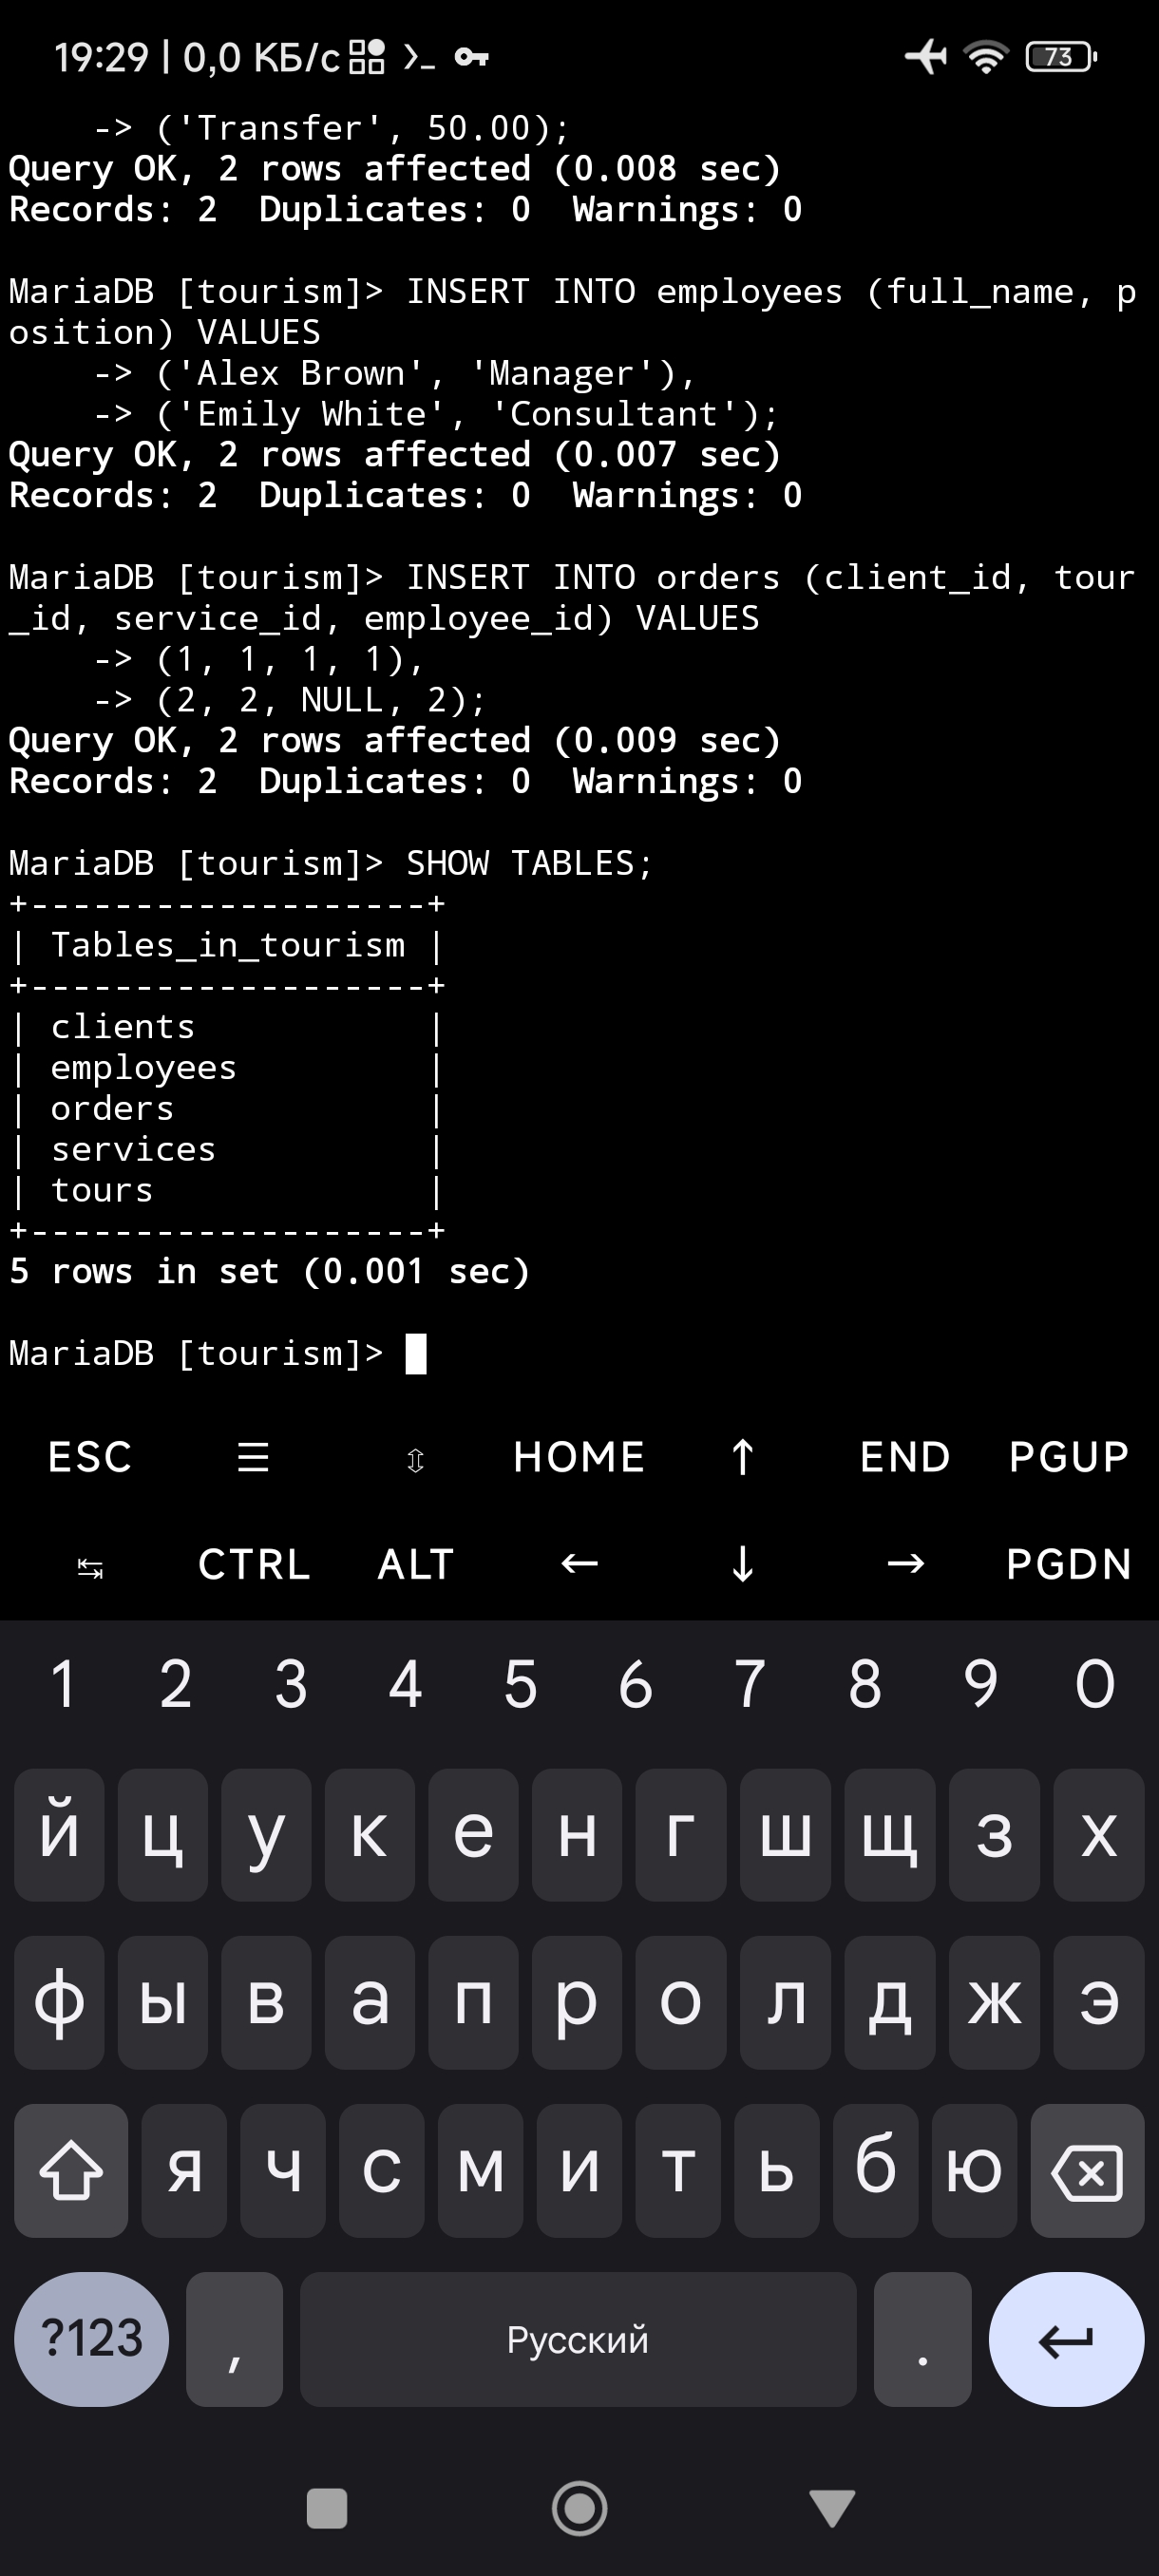 19:29 | 0,0 КБ/с
73
    -> ('Transfer', 50.00);
Query OK, 2 rows affected (0.008 sec)
Records: 2  Duplicates: 0  Warnings: 0

MariaDB [tourism]> INSERT INTO employees (full_name, p
osition) VALUES
    -> ('Alex Brown', 'Manager'),
    -> ('Emily White', 'Consultant');
Query OK, 2 rows affected (0.007 sec)
Records: 2  Duplicates: 0  Warnings: 0

MariaDB [tourism]> INSERT INTO orders (client_id, tour
_id, service_id, employee_id) VALUES
    -> (1, 1, 1, 1),
    -> (2, 2, NULL, 2);
Query OK, 2 rows affected (0.009 sec)
Records: 2  Duplicates: 0  Warnings: 0

MariaDB [tourism]> SHOW TABLES;
+-------------------+
| Tables_in_tourism |
+-------------------+
| clients           |
| employees         |
| orders            |
| services          |
| tours             |
+-------------------+
5 rows in set (0.001 sec)

MariaDB [tourism]>
ESC ☰ ⇳ HOME ↑ END PGUP
↹ CTRL ALT ← ↓ → PGDN
1 2 3 4 5 6 7 8 9 0
й ц у к е н г ш щ з х
ф ы в а п р о л д ж э
я ч с м и т ь б ю
?123 , Русский .